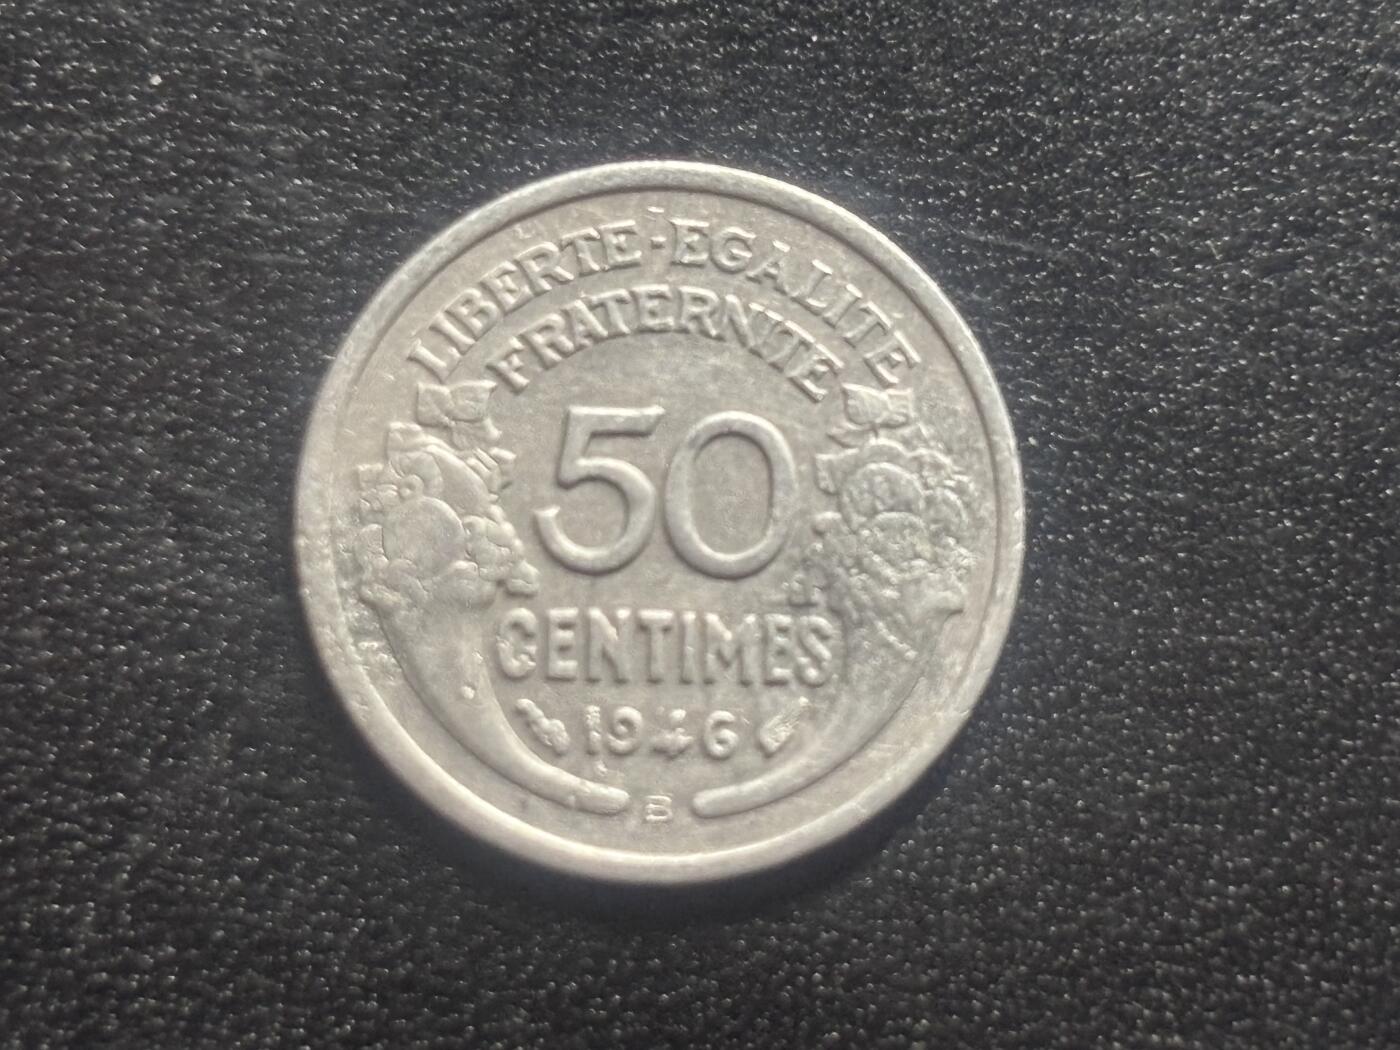 LIBERTE·EGALITE
FRATERNITE
50
CENTIMES
1946
B